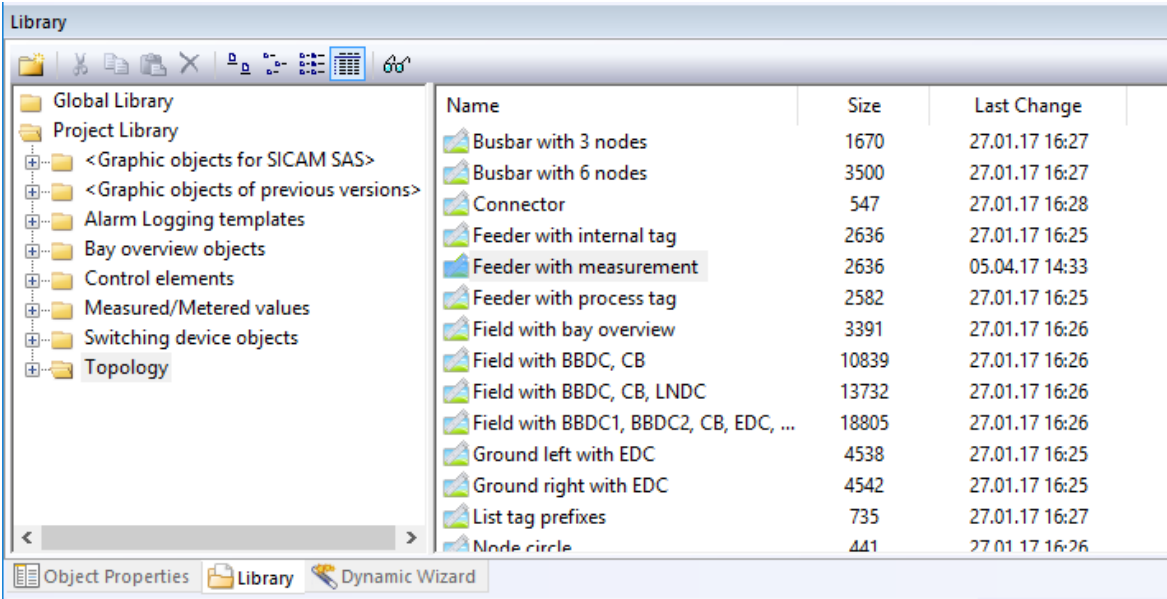 Library
Global Library
Project Library
<Graphic objects for SICAM SAS>
<Graphic objects of previous versions>
Alarm Logging templates
Bay overview objects
Control elements
Measured/Metered values
Switching device objects
Topology
Name Size Last Change
Busbar with 3 nodes 1670 27.01.17 16:27
Busbar with 6 nodes 3500 27.01.17 16:27
Connector 547 27.01.17 16:28
Feeder with internal tag 2636 27.01.17 16:25
Feeder with measurement 2636 05.04.17 14:33
Feeder with process tag 2582 27.01.17 16:25
Field with bay overview 3391 27.01.17 16:26
Field with BBDC, CB 10839 27.01.17 16:26
Field with BBDC, CB, LNDC 13732 27.01.17 16:26
Field with BBDC1, BBDC2, CB, EDC, ... 18805 27.01.17 16:26
Ground left with EDC 4538 27.01.17 16:25
Ground right with EDC 4542 27.01.17 16:25
List tag prefixes 735 27.01.17 16:27
Node circle 441 27.01.17 16:26
Object Properties Library Dynamic Wizard